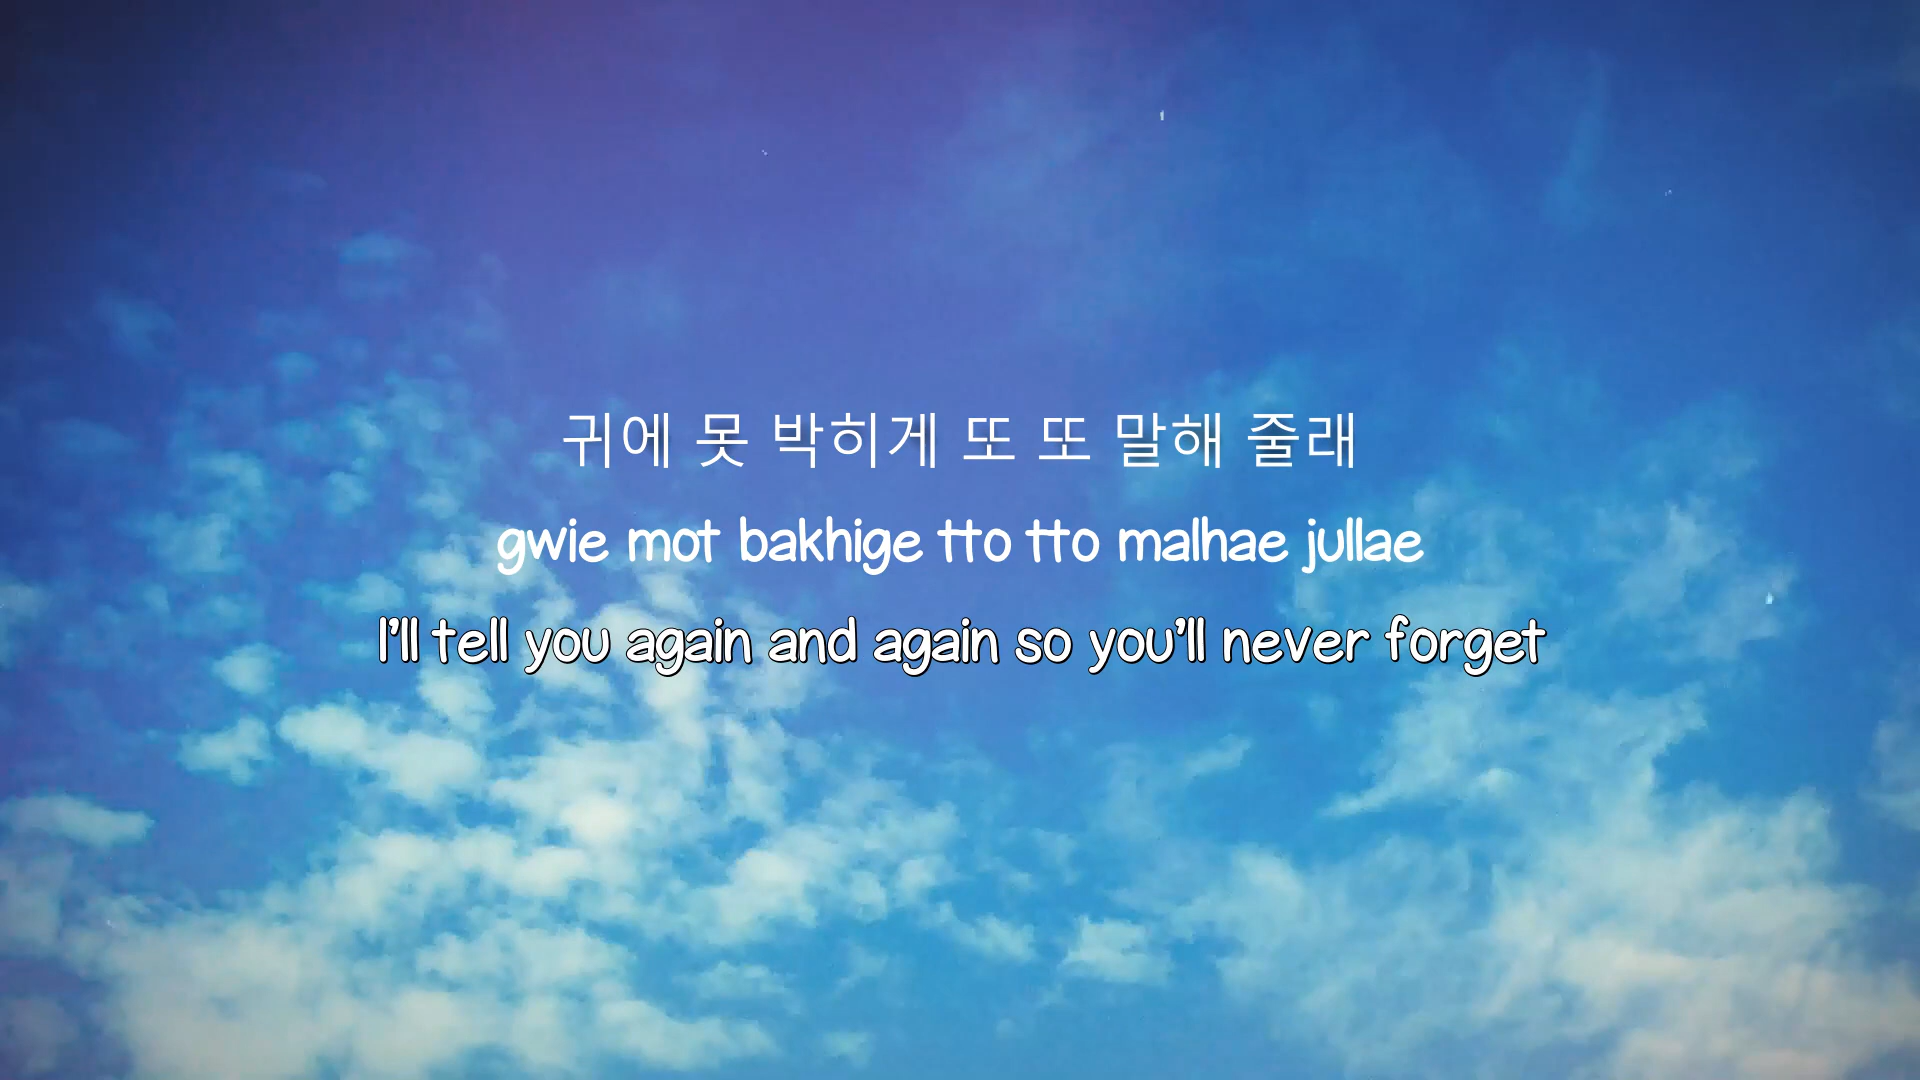 귀에 못 박히게 또 또 말해 줄래
gwie mot bakhige tto tto malhae jullae
I'll tell you again and again so you'll never forget